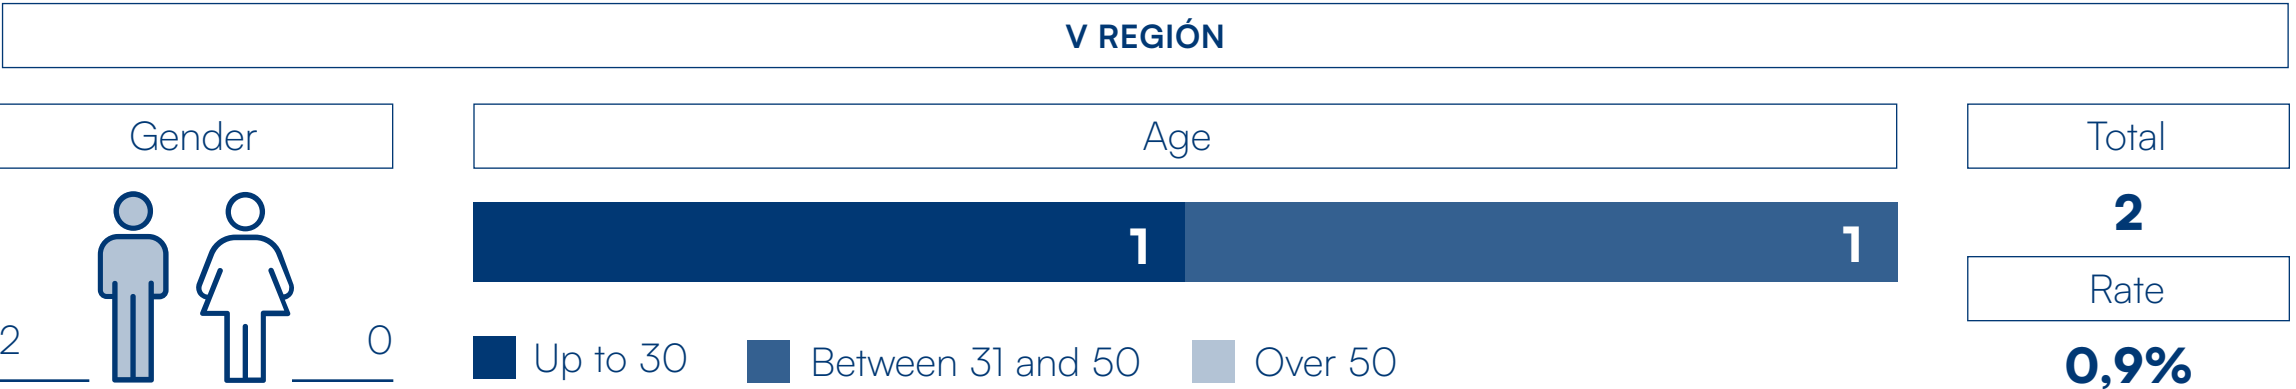 V REGIÓN
Gender
Age
Total
1
1
2
Rate
2
0
Up to 30
Between 31 and 50
Over 50
0,9%